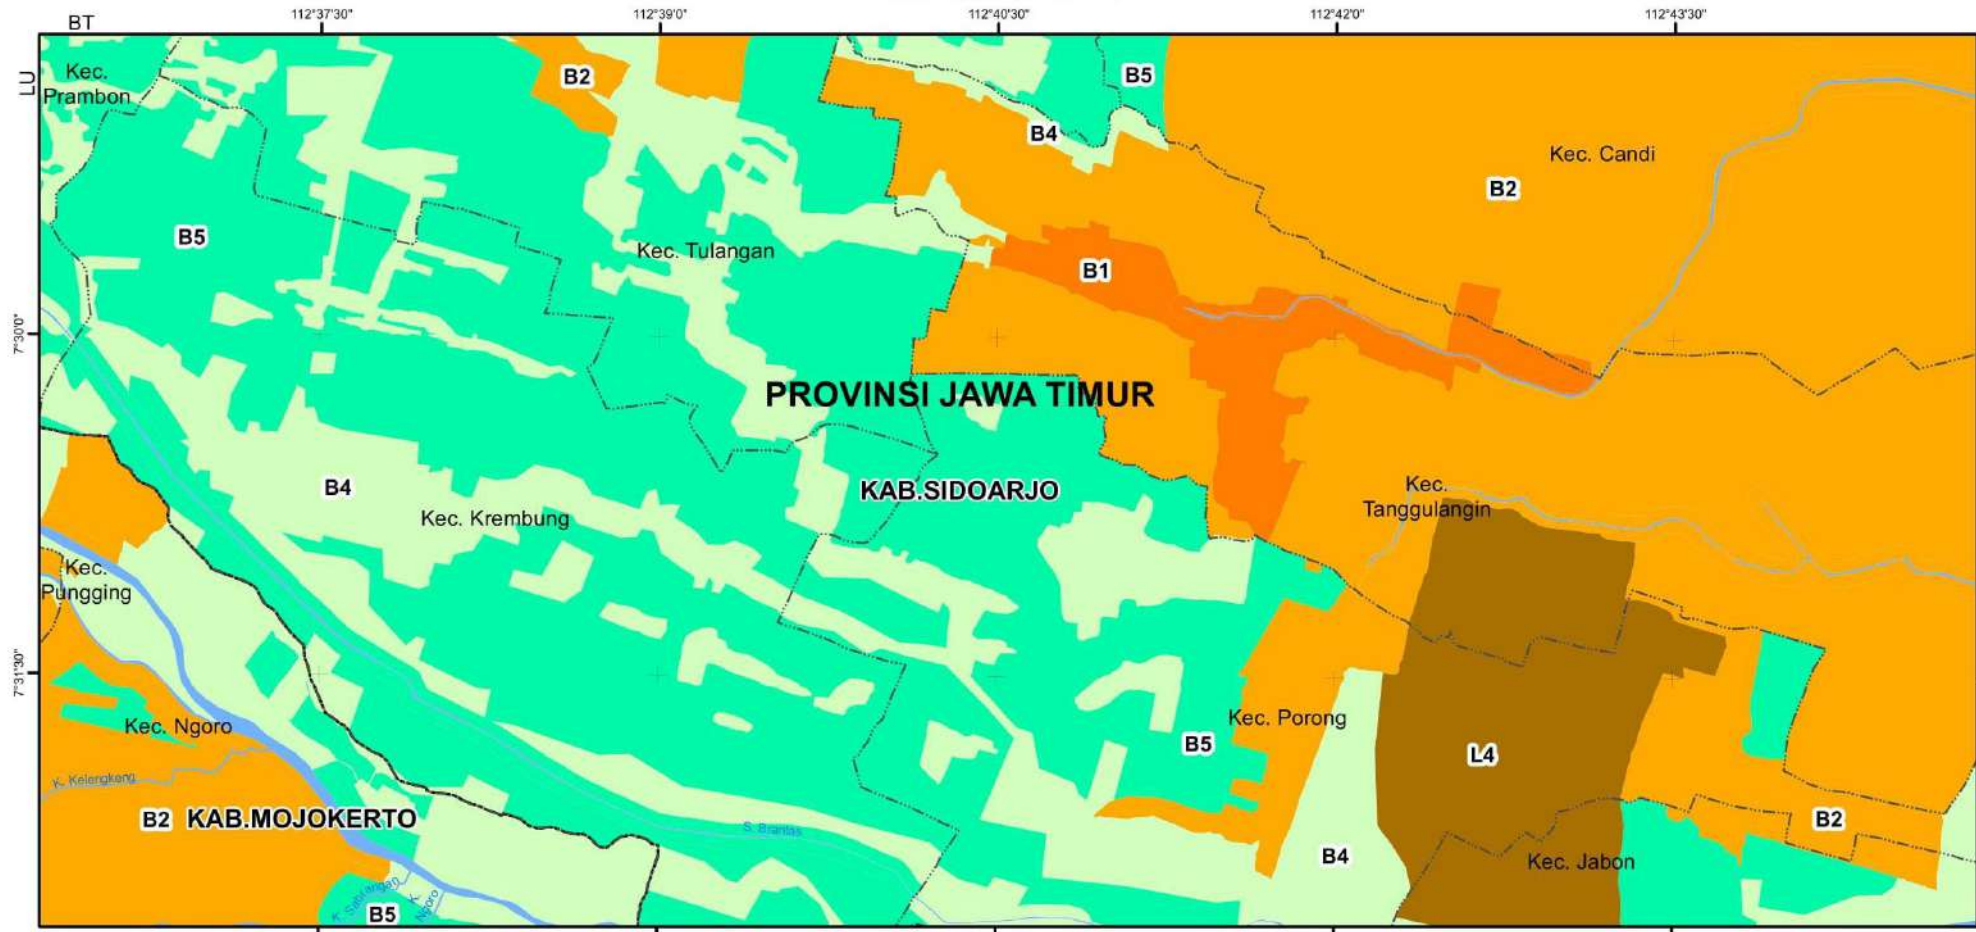 BT
112°37'30"
112°39'0"
112°40'30"
112°42'0"
112°43'30"
LU
Kec.
Prambon
B2
B5
B4
Kec. Candi
B2
B5
Kec. Tulangan
B1
7°30'0"
PROVINSI JAWA TIMUR
B4
KAB.SIDOARJO
Kec. Krembung
Kec.
Tanggulangin
Kec.
Pungging
7°31'30"
Kec. Ngoro
Kec. Porong
B5
L4
K. Kelengkeng
B2
KAB.MOJOKERTO
S. Brantas
B2
B4
Kec. Jabon
K.
Ngoro
B5